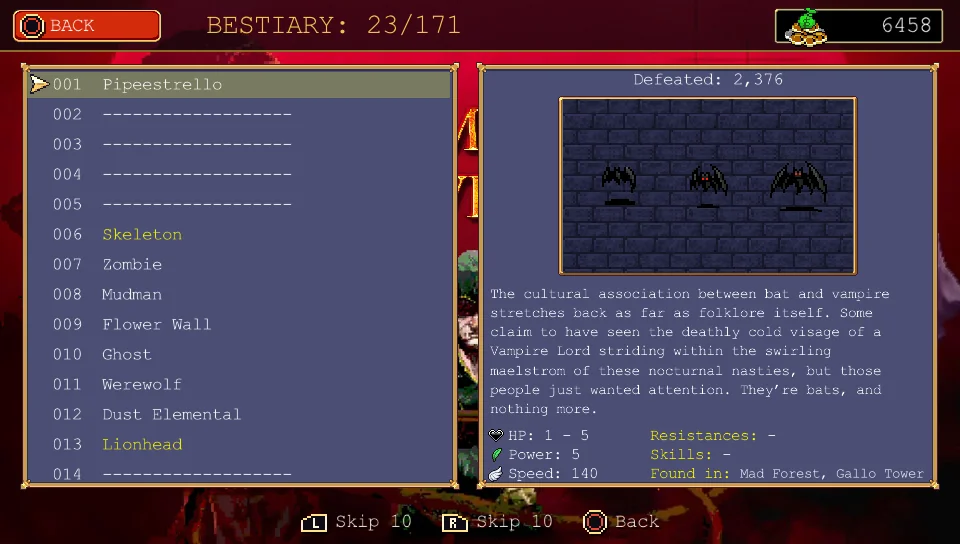 BACK
BESTIARY: 23/171
6458
001 Pipeestrello
002 -------------------
003 -------------------
004 -------------------
005 -------------------
006 Skeleton
007 Zombie
008 Mudman
009 Flower Wall
010 Ghost
011 Werewolf
012 Dust Elemental
013 Lionhead
014 -------------------
Defeated: 2,376
The cultural association between bat and vampire
stretches back as far as folklore itself. Some
claim to have seen the deathly cold visage of a
Vampire Lord striding within the swirling
maelstrom of these nocturnal nasties, but those
people just wanted attention. They're bats, and
nothing more.
HP: 1 - 5
Resistances: -
Power: 5
Skills: -
Speed: 140
Found in: Mad Forest, Gallo Tower
L Skip 10
R Skip 10
Back